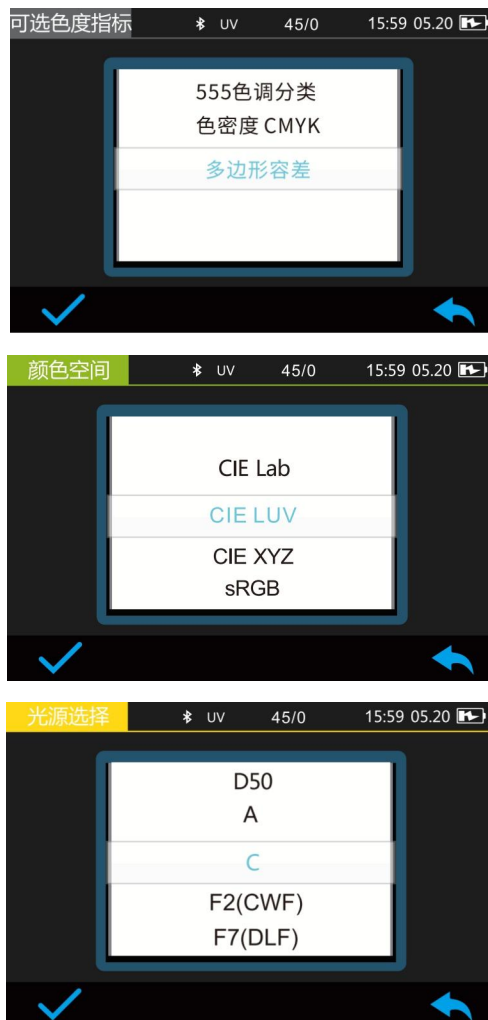 可选色度指标 UV 45/0 15:59 05.20
555色调分类
色密度 CMYK
多边形容差
颜色空间 UV 45/0 15:59 05.20
CIE Lab
CIE LUV
CIE XYZ
sRGB
光源选择 UV 45/0 15:59 05.20
D50
A
C
F2(CWF)
F7(DLF)